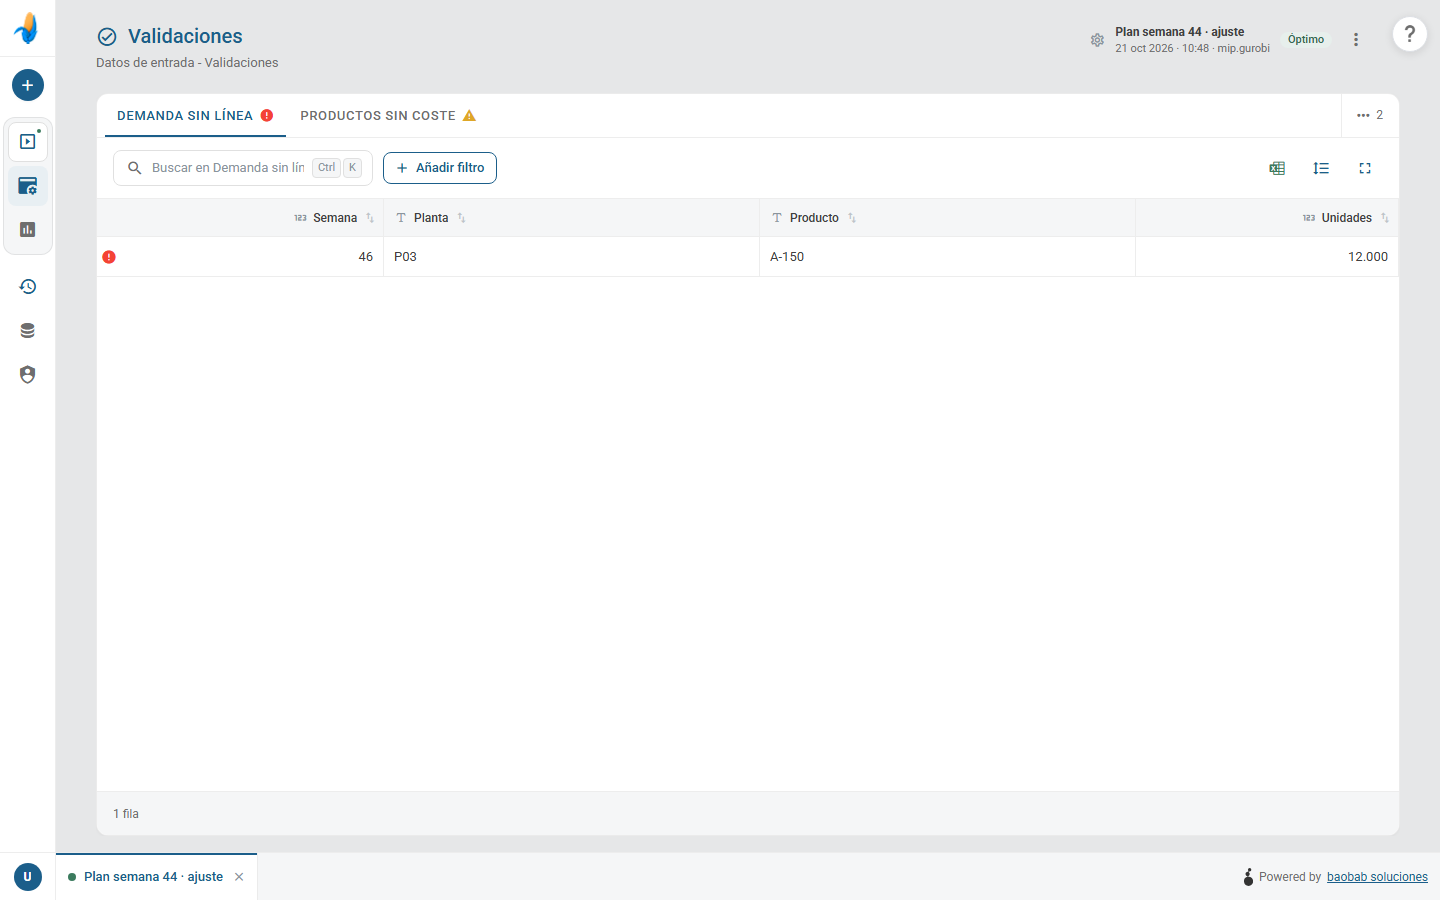 Validaciones
Datos de entrada - Validaciones
Plan semana 44 · ajuste
21 oct 2026 · 10:48 · mip.gurobi
Óptimo
?
DEMANDA SIN LÍNEA
PRODUCTOS SIN COSTE
2
Buscar en Demanda sin lín
Ctrl K
Añadir filtro
123 Semana
T Planta
T Producto
123 Unidades
46 P03 A-150 12.000
1 fila
U
Plan semana 44 · ajuste
Powered by baobab soluciones